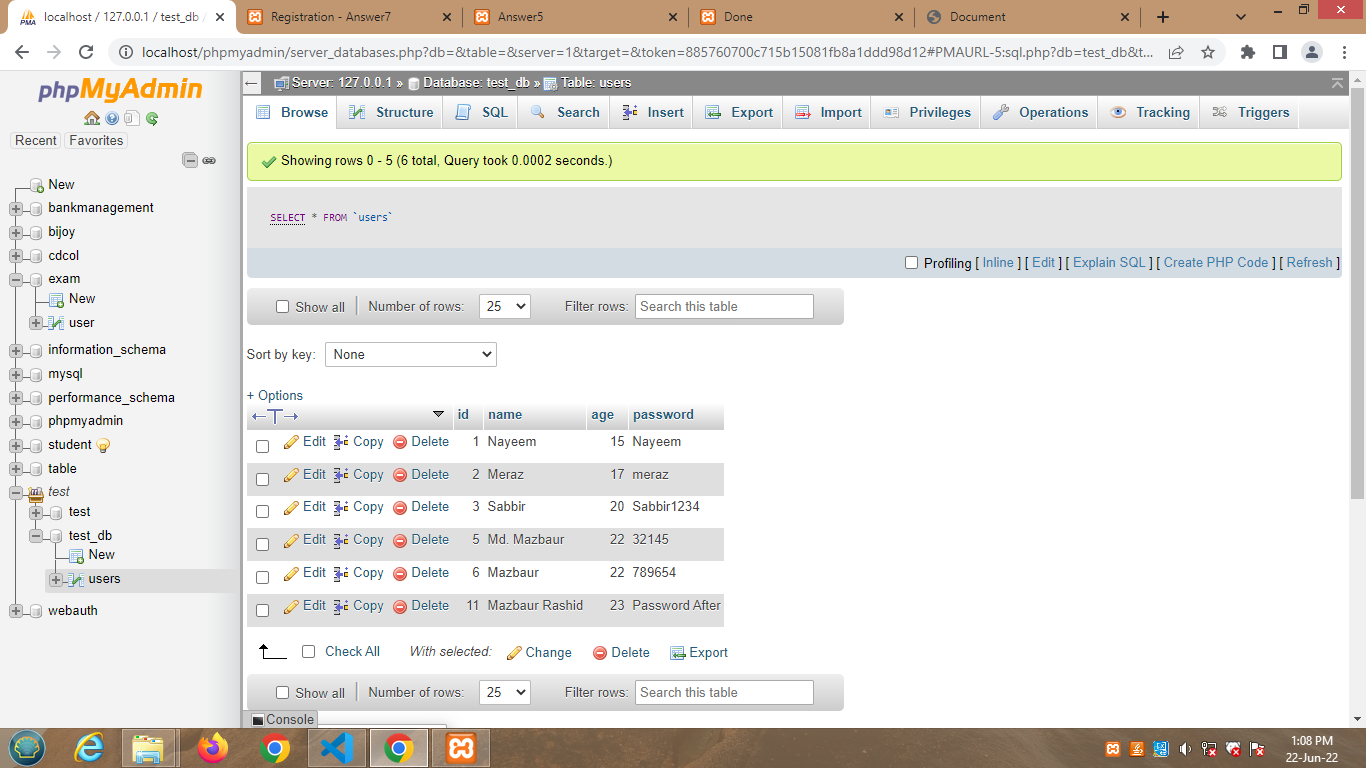 localhost / 127.0.0.1 / test_db /
Registration - Answer7
Answer5
Done
Document
localhost/phpmyadmin/server_databases.php?db=&table=&server=1&target=&token=885760700c715b15081fb8a1ddd98d12#PMAURL-5:sql.php?db=test_db&t...
phpMyAdmin
Recent Favorites
New
bankmanagement
bijoy
cdcol
exam
New
user
information_schema
mysql
performance_schema
phpmyadmin
student
table
test
test
test_db
New
users
webauth
Server: 127.0.0.1 » Database: test_db » Table: users
Browse Structure SQL Search Insert Export Import Privileges Operations Tracking Triggers
Showing rows 0 - 5 (6 total, Query took 0.0002 seconds.)
SELECT * FROM `users`
Profiling [ Inline ] [ Edit ] [ Explain SQL ] [ Create PHP Code ] [ Refresh ]
Show all Number of rows: 25 Filter rows: Search this table
Sort by key: None
+ Options
←T→ id name age password
Edit Copy Delete 1 Nayeem 15 Nayeem
Edit Copy Delete 2 Meraz 17 meraz
Edit Copy Delete 3 Sabbir 20 Sabbir1234
Edit Copy Delete 5 Md. Mazbaur 22 32145
Edit Copy Delete 6 Mazbaur 22 789654
Edit Copy Delete 11 Mazbaur Rashid 23 Password After
Check All With selected: Change Delete Export
Show all Number of rows: 25 Filter rows: Search this table
Console
1:08 PM
22-Jun-22